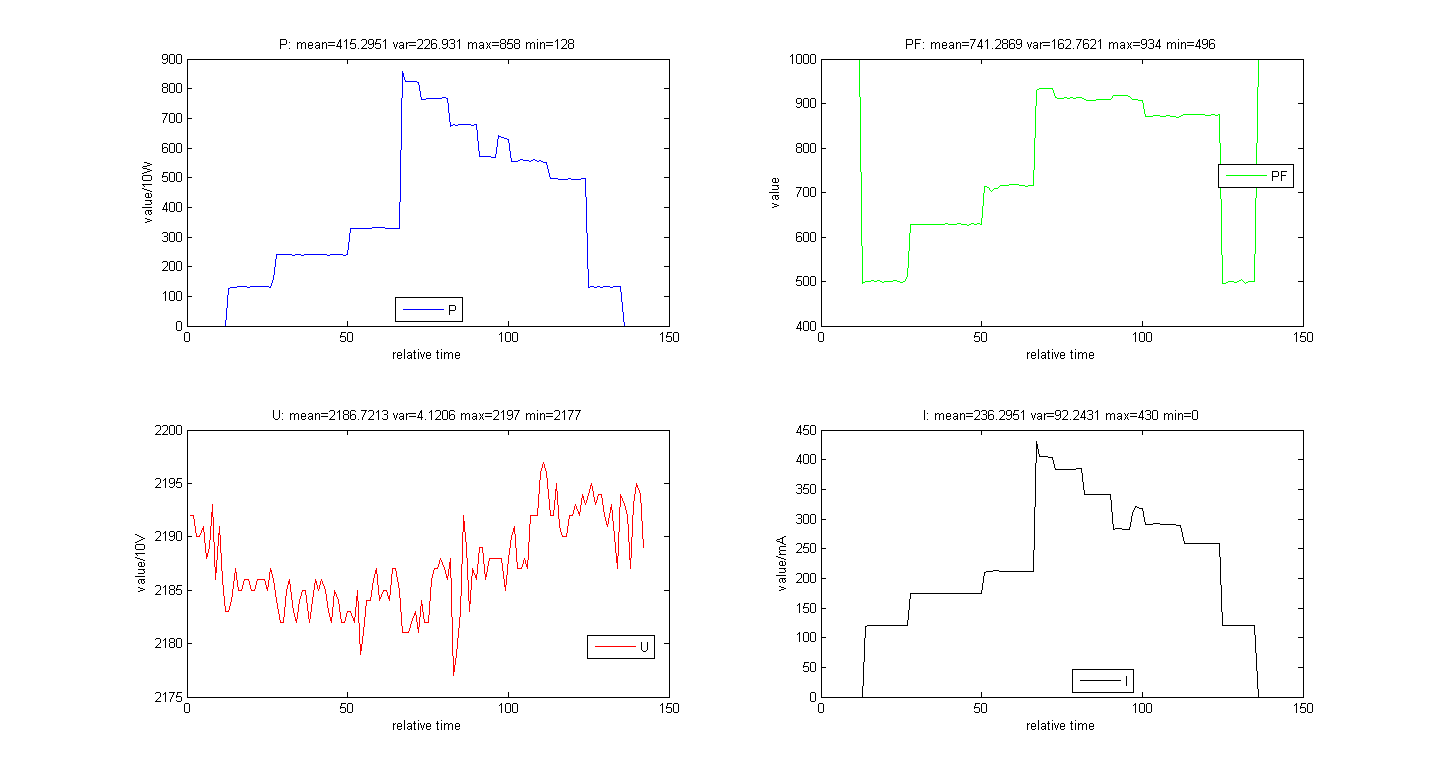 P: mean=415.2951 var=226.931 max=858 min=128
900
800
700
600
500
400
300
200
100
0
value/10W
P
0 50 100 150
relative time
PF: mean=741.2869 var=162.7621 max=934 min=496
1000
900
800
700
600
500
400
value
PF
0 50 100 150
relative time
U: mean=2186.7213 var=4.1206 max=2197 min=2177
2200
2195
2190
2185
2180
2175
value/10V
U
0 50 100 150
relative time
I: mean=236.2951 var=92.2431 max=430 min=0
450
400
350
300
250
200
150
100
50
0
value/mA
I
0 50 100 150
relative time